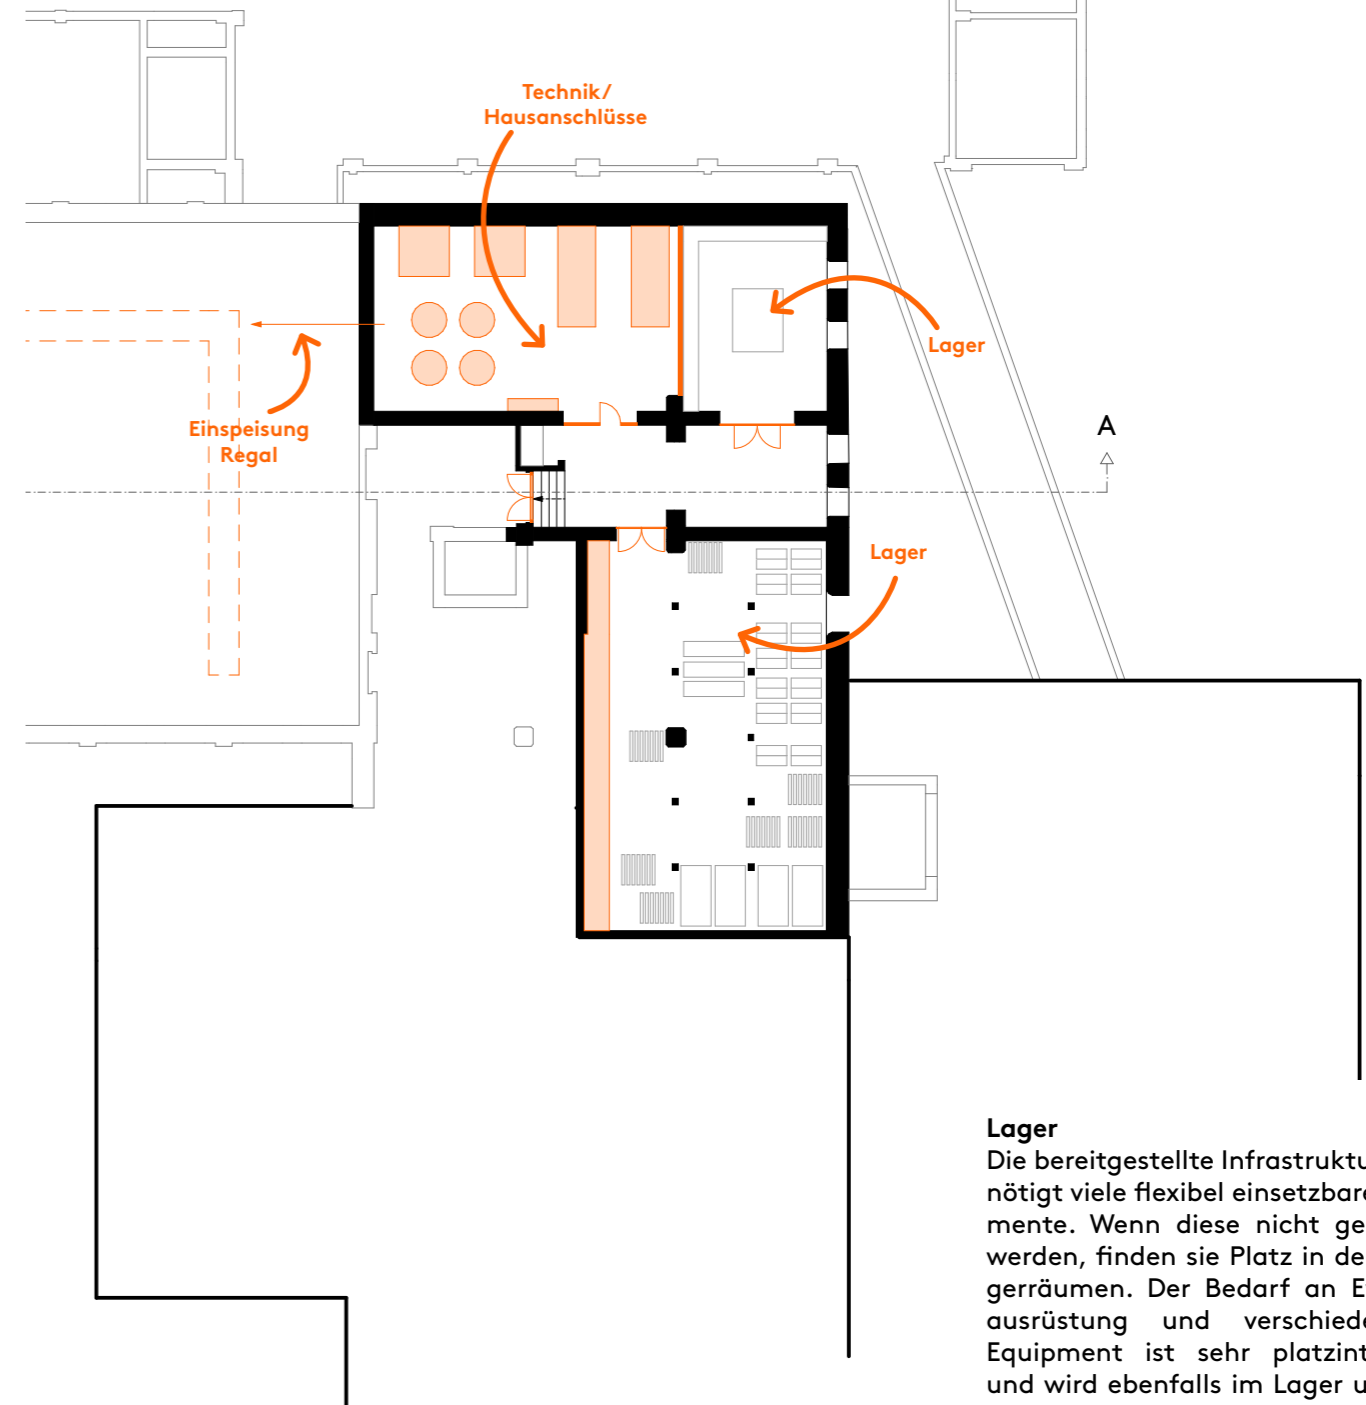 Technik/
Hausanschlüsse
Lager
Einspeisung
Regal
A
Lager
Lager
Die bereitgestellte Infrastruktu
nötigt viele flexibel einsetzbare
mente. Wenn diese nicht ge
werden, finden sie Platz in de
gerräumen. Der Bedarf an E
ausrüstung und verschiede
Equipment ist sehr platzint
und wird ebenfalls im Lager u